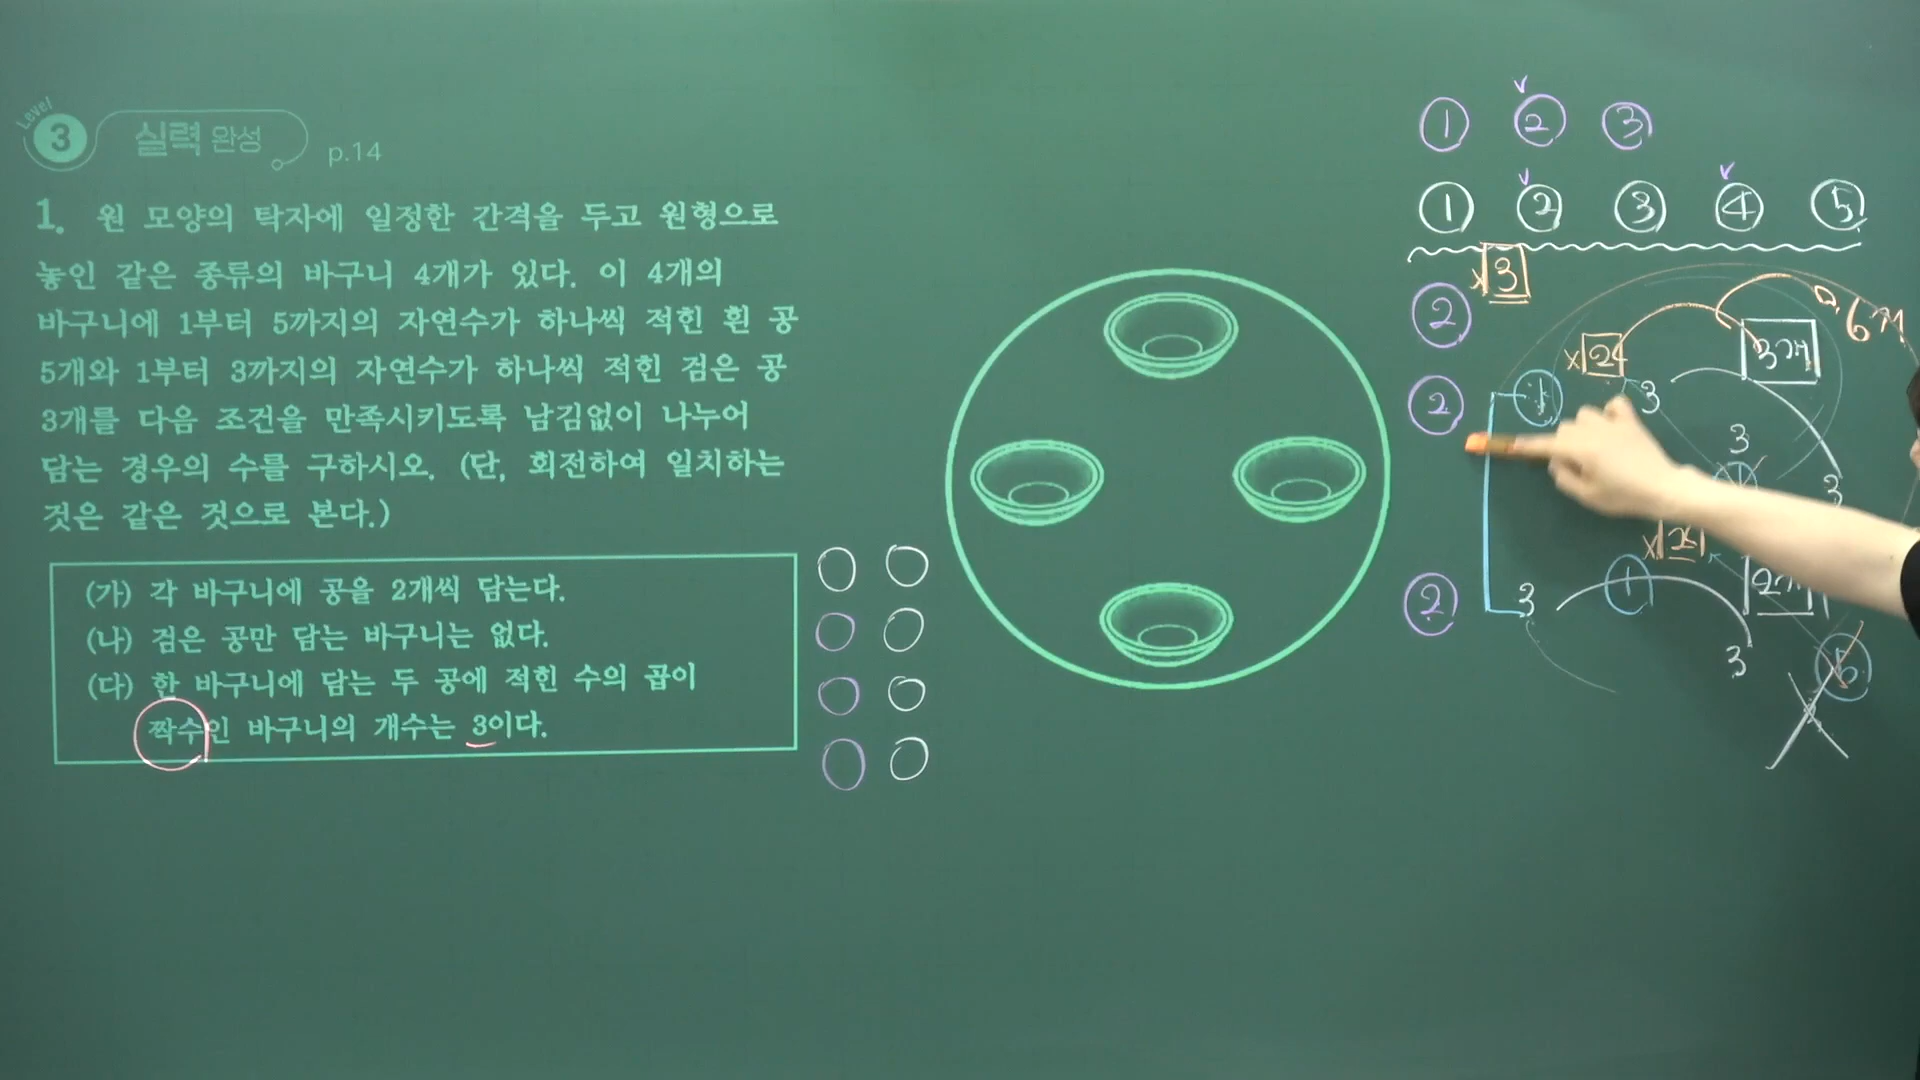 Level 3 실력 완성 p.14
1. 원 모양의 탁자에 일정한 간격을 두고 원형으로
놓인 같은 종류의 바구니 4개가 있다. 이 4개의
바구니에 1부터 5까지의 자연수가 하나씩 적힌 흰 공
5개와 1부터 3까지의 자연수가 하나씩 적힌 검은 공
3개를 다음 조건을 만족시키도록 남김없이 나누어
담는 경우의 수를 구하시오. (단, 회전하여 일치하는
것은 같은 것으로 본다.)
(가) 각 바구니에 공을 2개씩 담는다.
(나) 검은 공만 담는 바구니는 없다.
(다) 한 바구니에 담는 두 공에 적힌 수의 곱이
짝수인 바구니의 개수는 3이다.
① ② ③
① ② ③ ④ ⑤
×3
②
×2
3개
6개
② ① 3
3
3
×2
② 3 ①
3
⑤